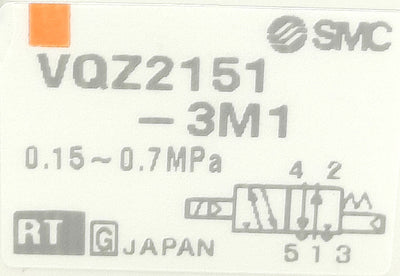 SMC
VQZ2151
-3M1
0.15~0.7MPa
4 2
RT G JAPAN
5 1 3